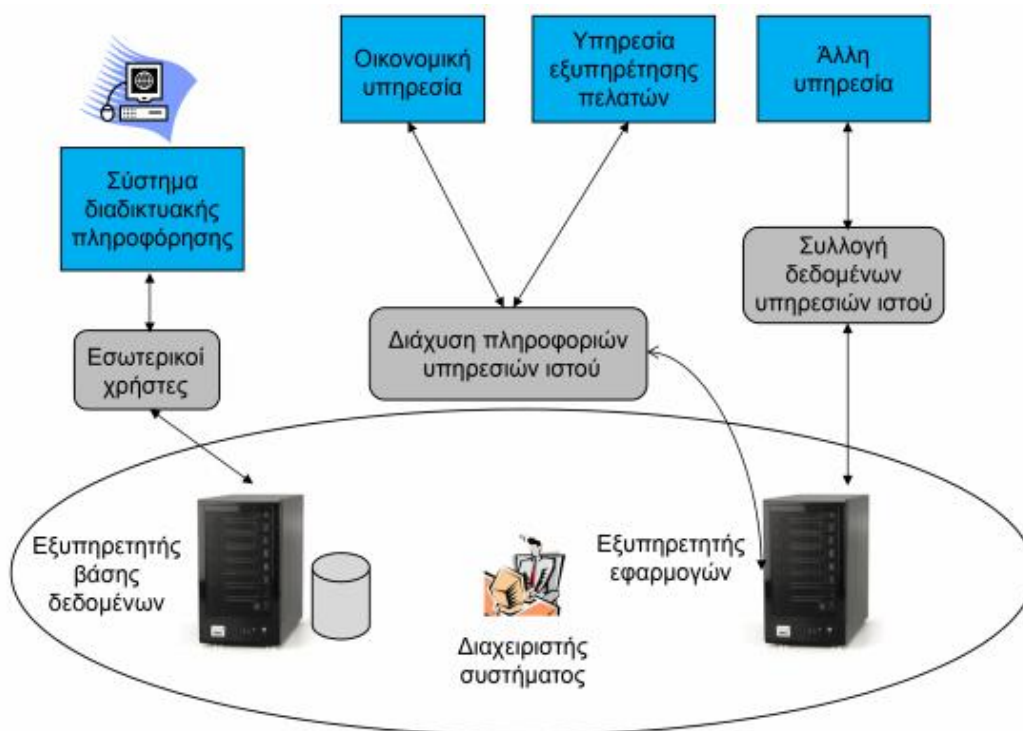 Οικονομική
υπηρεσία
Υπηρεσία
εξυπηρέτησης
πελατών
Άλλη
υπηρεσία
Σύστημα
διαδικτυακής
πληροφόρησης
Συλλογή
δεδομένων
υπηρεσιών ιστού
Διάχυση πληροφοριών
υπηρεσιών ιστού
Εσωτερικοί
χρήστες
Εξυπηρετητής
βάσης
δεδομένων
Εξυπηρετητής
εφαρμογών
Διαχειριστής
συστήματος